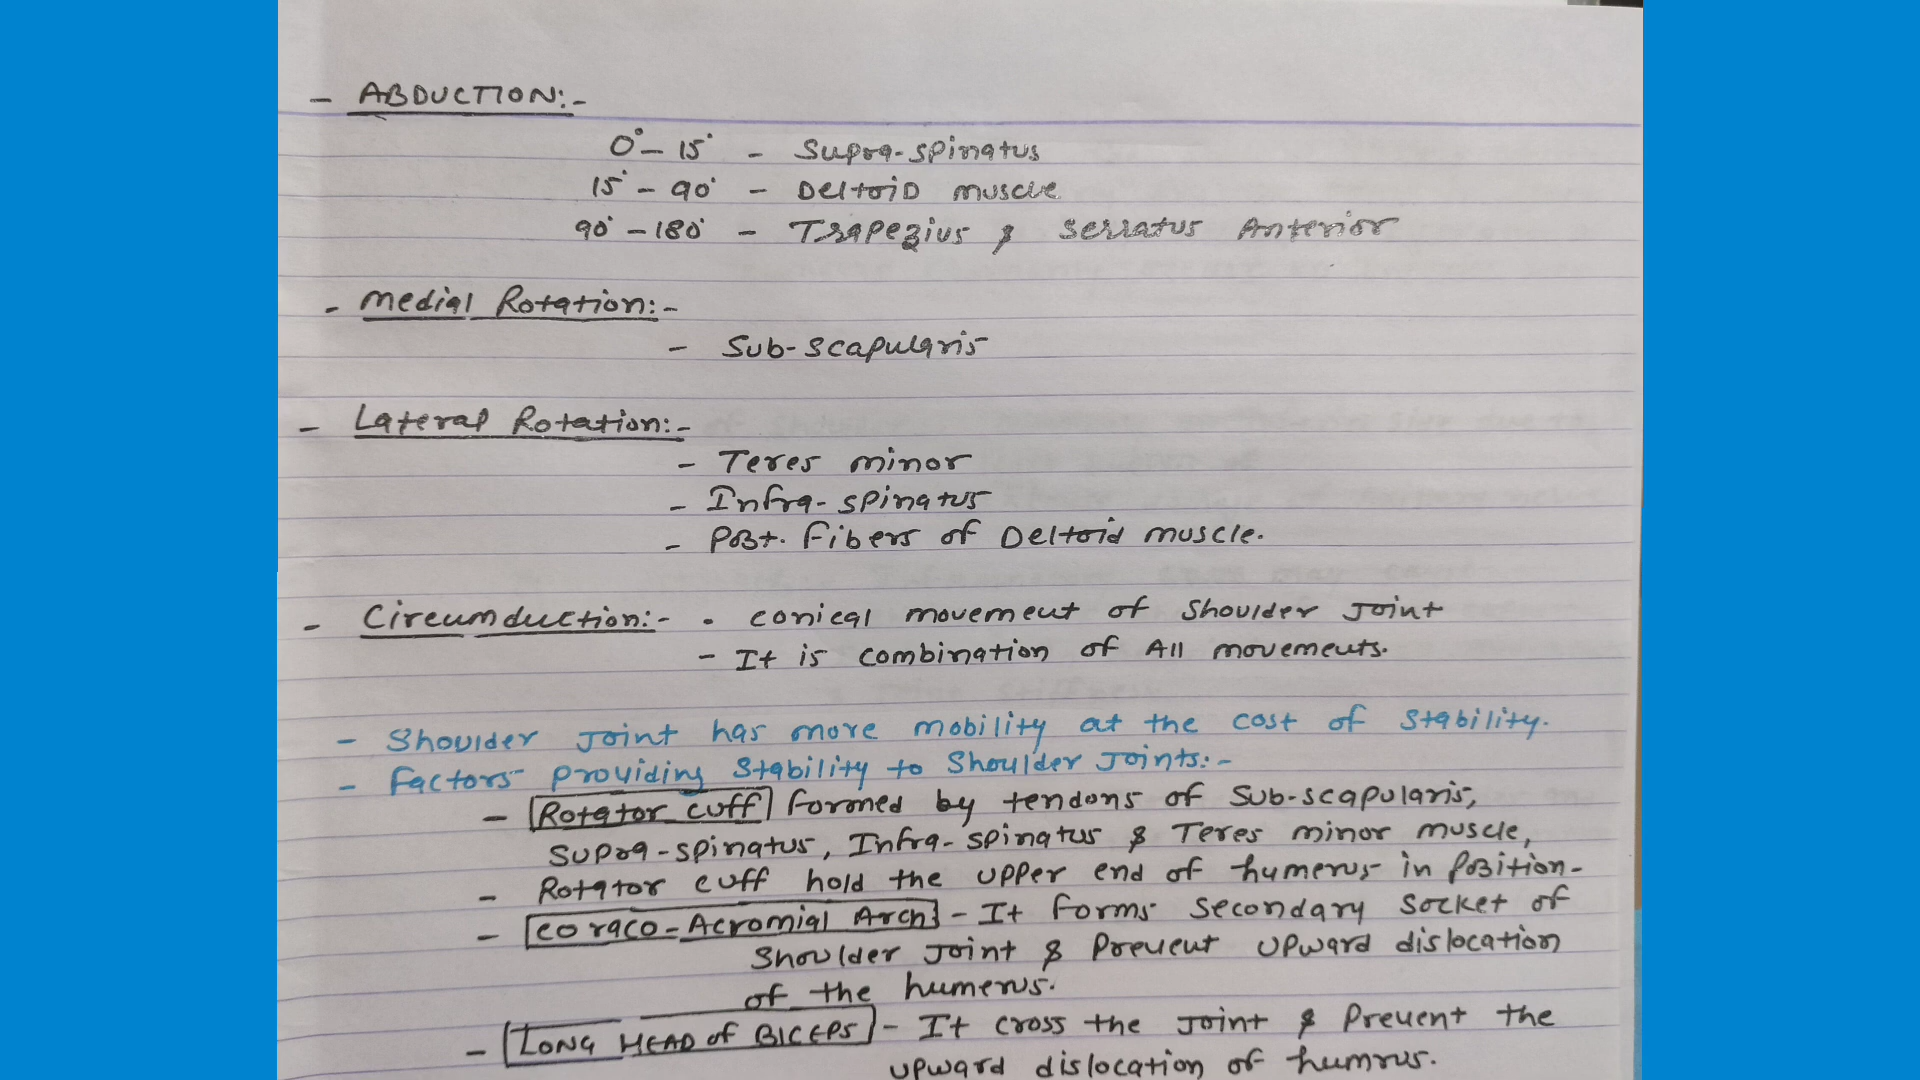 - ABDUCTION:-
0° - 15° - Supra-spinatus
15° - 90° - Deltoid muscle
90° - 180° - Trapezius & Serratus Anterior
- Medial Rotation:-
- Sub-scapularis
- Lateral Rotation:-
- Teres minor
- Infra-spinatus
- Post. fibers of Deltoid muscle.
- Circumduction:- • conical movement of shoulder Joint
- It is combination of All movements.
- Shoulder Joint has more mobility at the cost of stability.
- Factors providing stability to Shoulder Joints:-
- Rotator cuff formed by tendons of Sub-scapularis,
Supra-spinatus, Infra-spinatus & Teres minor muscle,
- Rotator cuff hold the upper end of humerus in position-
- Coraco-Acromial Arch - It forms secondary socket of
Shoulder Joint & Prevent upward dislocation
of the humerus.
- LONG HEAD of BICEPS - It cross the Joint & Prevent the
upward dislocation of humrus.